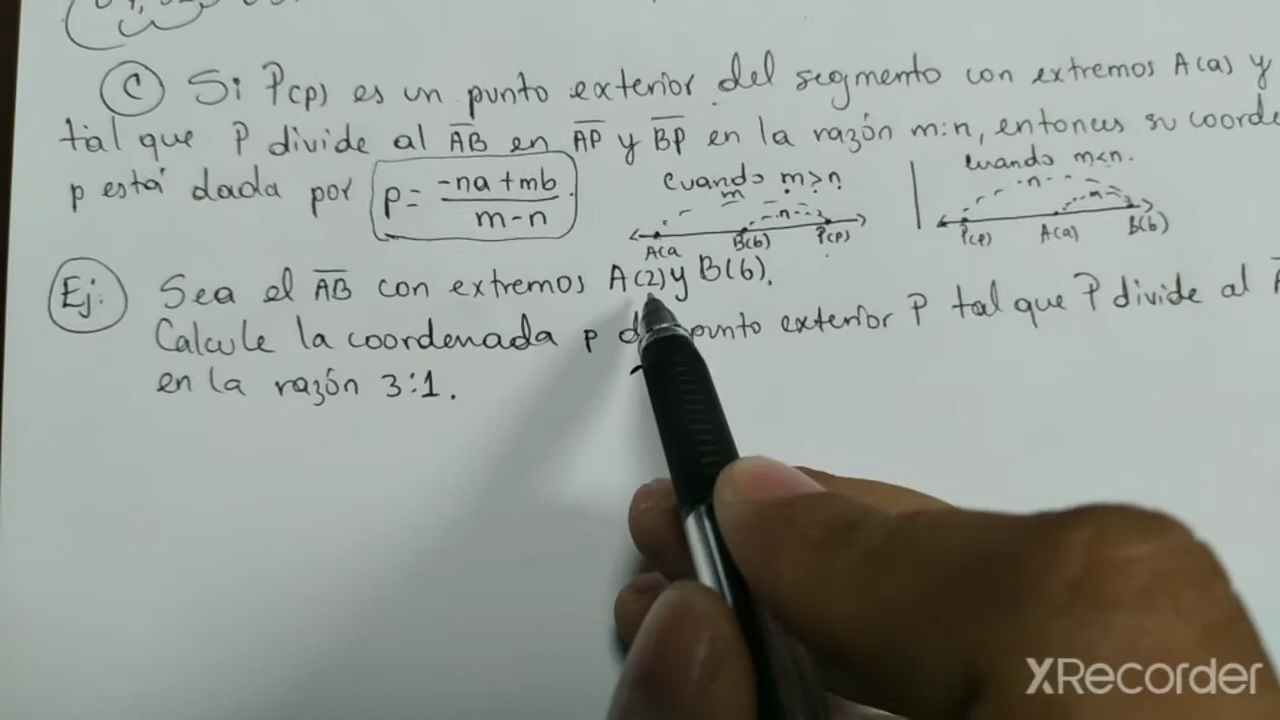 C Si P(p) es un punto exterior del segmento con extremos A(a) y
tal que P divide al AB en AP y BP en la razón m:n, entonces su coorde
p está dada por p = -na + mb / m - n
cuando m>n
m
n
A(a B(b) P(p)
cuando m<n.
n
m
P(p) A(a) B(b)
Ej: Sea el AB con extremos A(2) y B(6).
Calcule la coordenada p d punto exterior P tal que P divide al
en la razón 3:1.
XRecorder